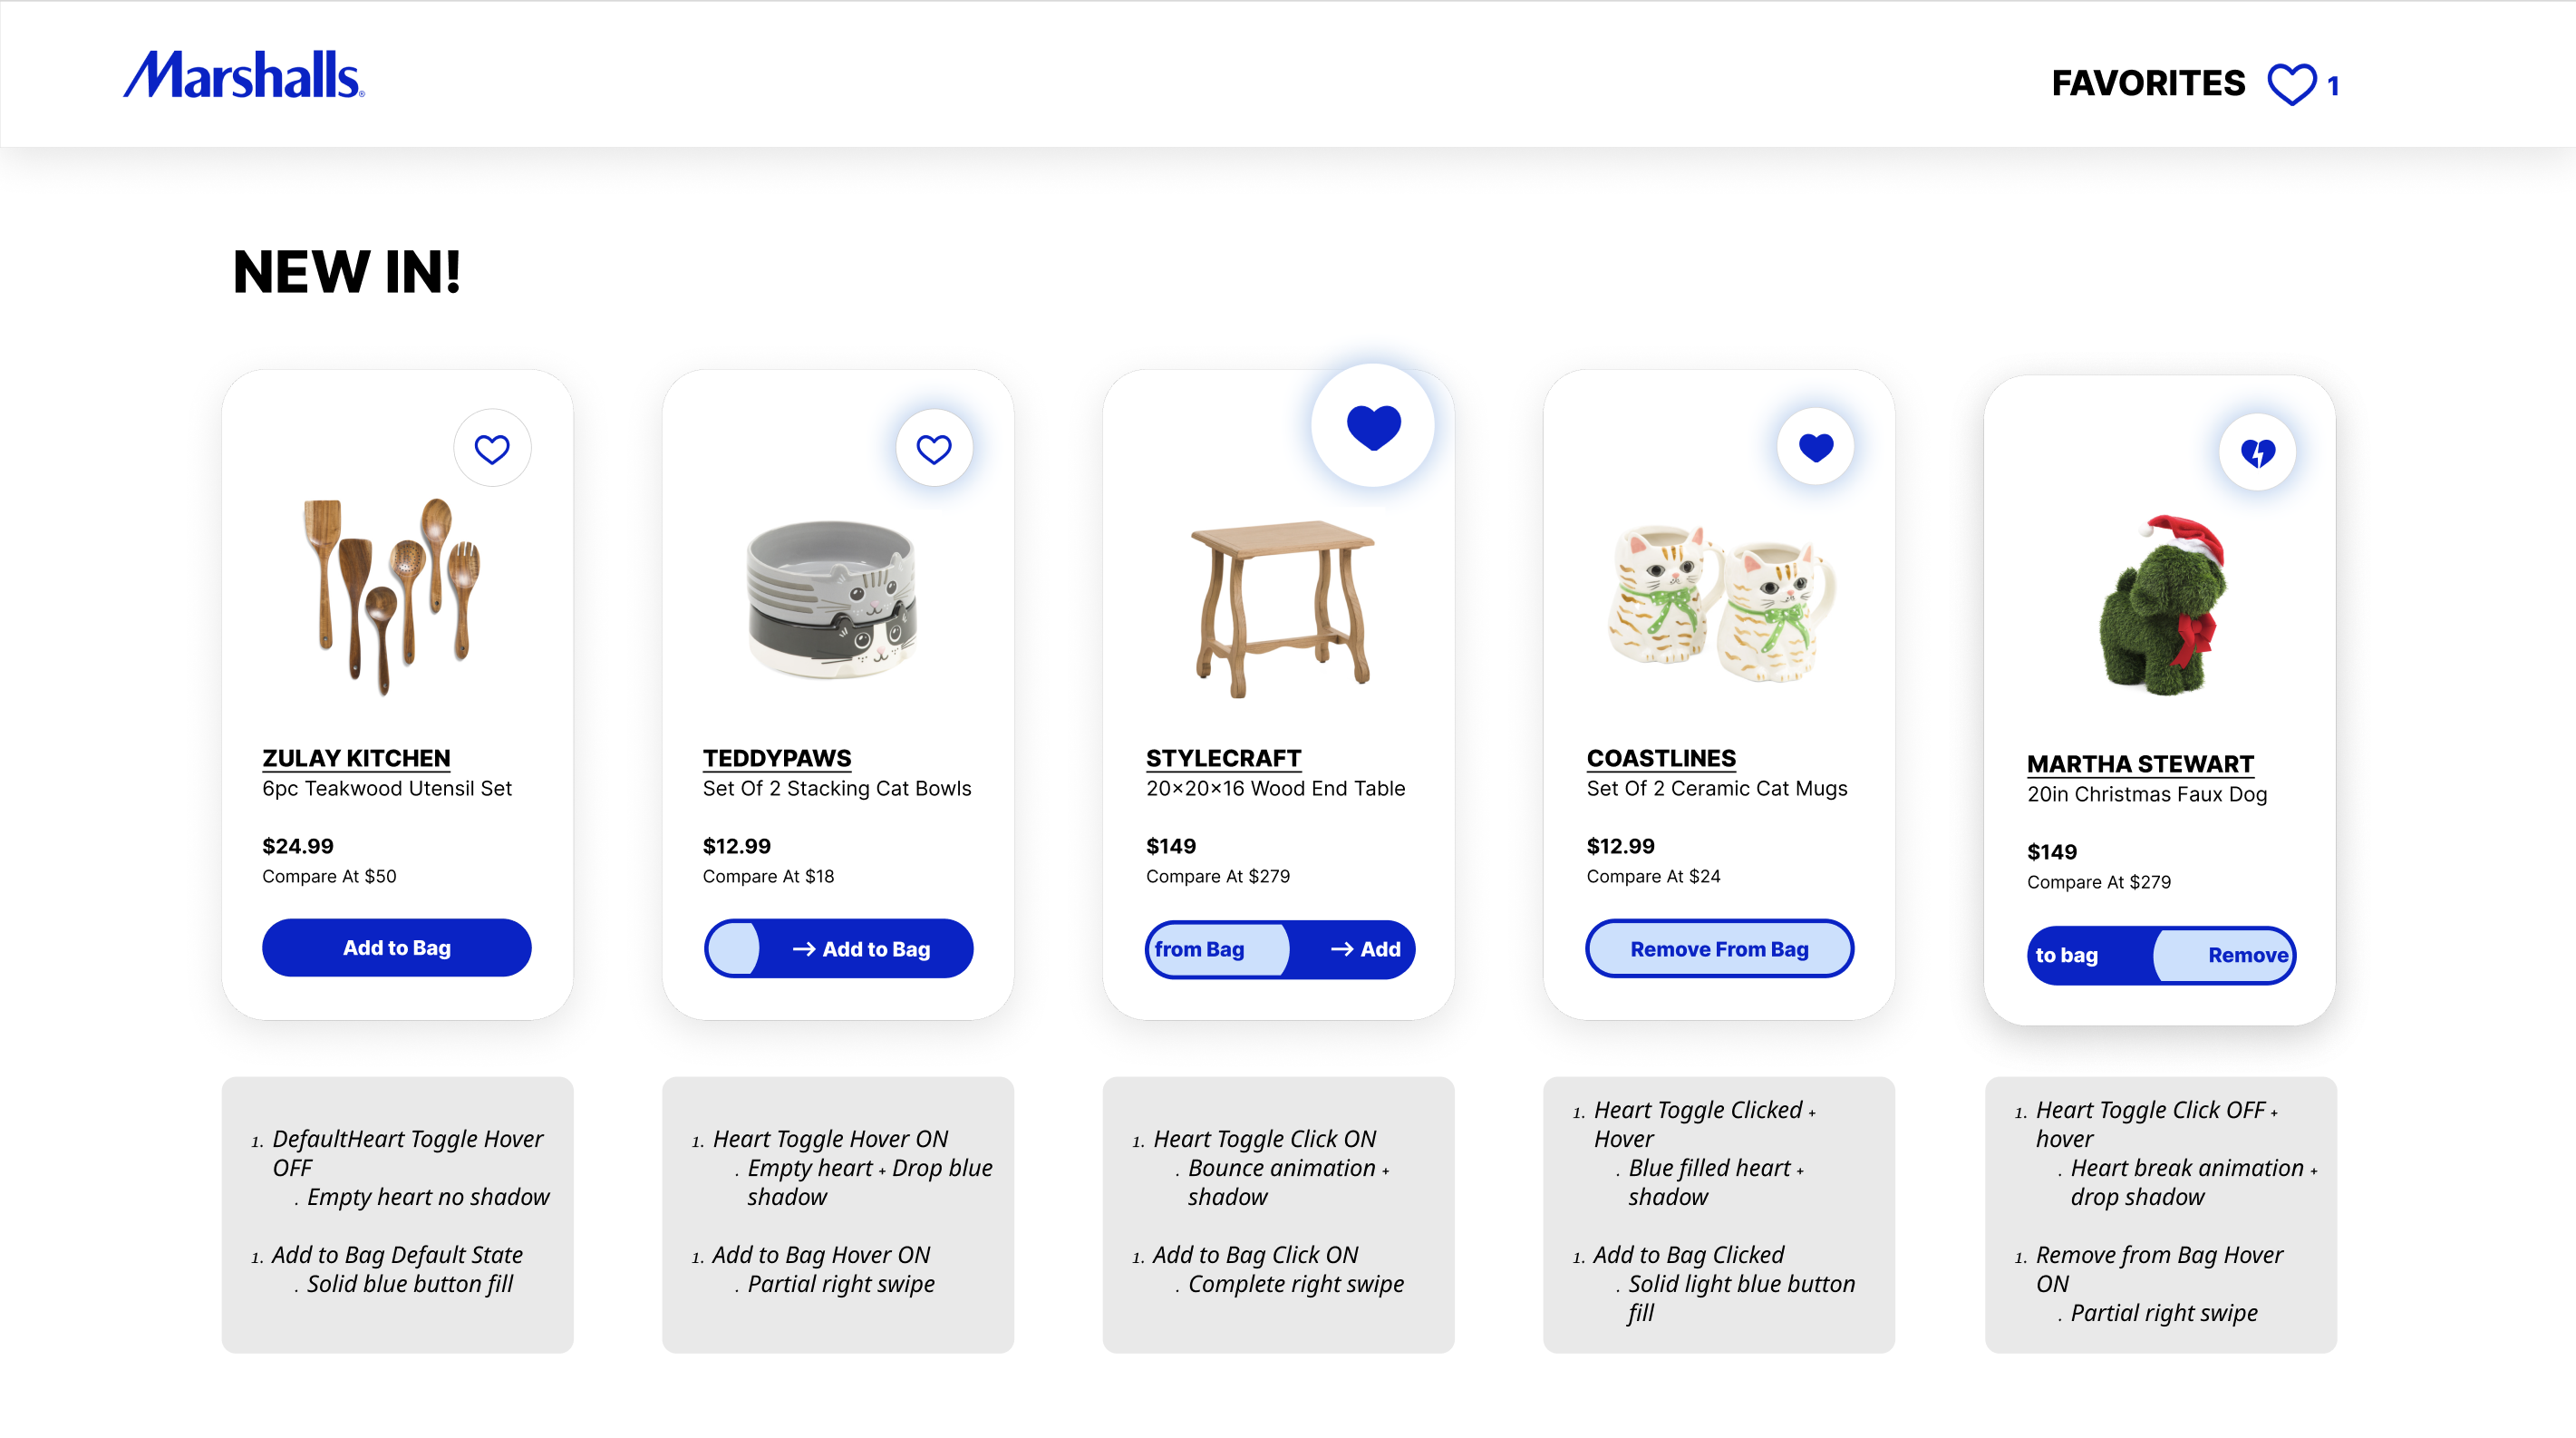 Marshalls®
FAVORITES 1
NEW IN!
ZULAY KITCHEN
6pc Teakwood Utensil Set
$24.99
Compare At $50
Add to Bag
TEDDYPAWS
Set Of 2 Stacking Cat Bowls
$12.99
Compare At $18
→ Add to Bag
STYLECRAFT
20×20×16 Wood End Table
$149
Compare At $279
from Bag → Add
COASTLINES
Set Of 2 Ceramic Cat Mugs
$12.99
Compare At $24
Remove From Bag
MARTHA STEWART
20in Christmas Faux Dog
$149
Compare At $279
to bag Remove
1. DefaultHeart Toggle Hover
OFF
. Empty heart no shadow
1. Add to Bag Default State
. Solid blue button fill
1. Heart Toggle Hover ON
. Empty heart + Drop blue
shadow
1. Add to Bag Hover ON
. Partial right swipe
1. Heart Toggle Click ON
. Bounce animation +
shadow
1. Add to Bag Click ON
. Complete right swipe
1. Heart Toggle Clicked +
Hover
. Blue filled heart +
shadow
1. Add to Bag Clicked
. Solid light blue button
fill
1. Heart Toggle Click OFF +
hover
. Heart break animation +
drop shadow
1. Remove from Bag Hover
ON
. Partial right swipe